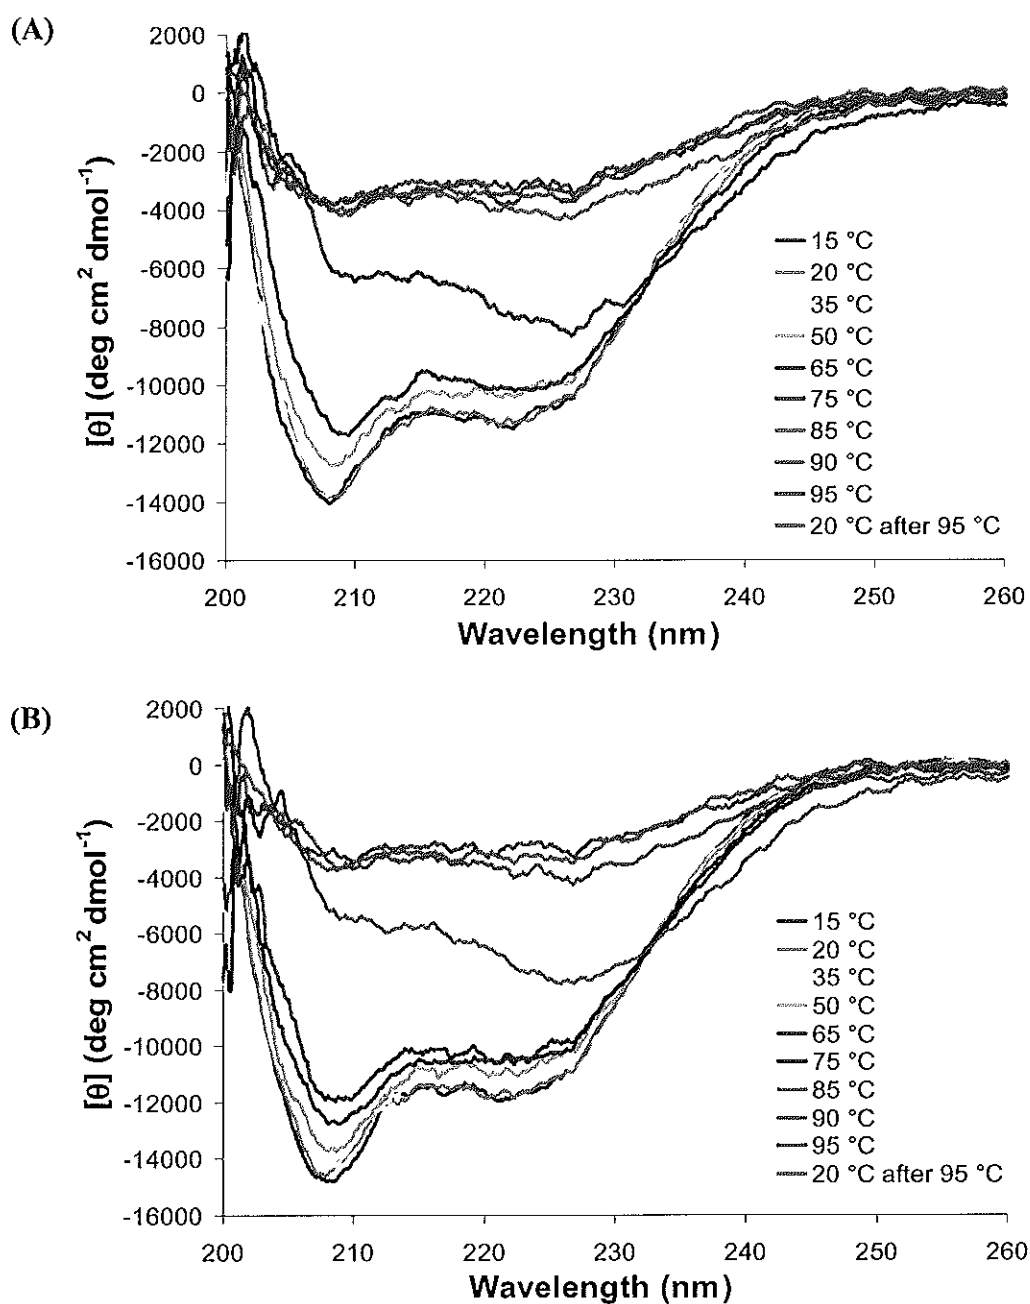 (A)
2000
0
-2000
-4000
-6000
-8000
-10000
-12000
-14000
-16000
[θ] (deg cm² dmol⁻¹)
15 °C
20 °C
35 °C
50 °C
65 °C
75 °C
85 °C
90 °C
95 °C
20 °C after 95 °C
200 210 220 230 240 250 260
Wavelength (nm)
(B)
2000
0
-2000
-4000
-6000
-8000
-10000
-12000
-14000
-16000
[θ] (deg cm² dmol⁻¹)
15 °C
20 °C
35 °C
50 °C
65 °C
75 °C
85 °C
90 °C
95 °C
20 °C after 95 °C
200 210 220 230 240 250 260
Wavelength (nm)